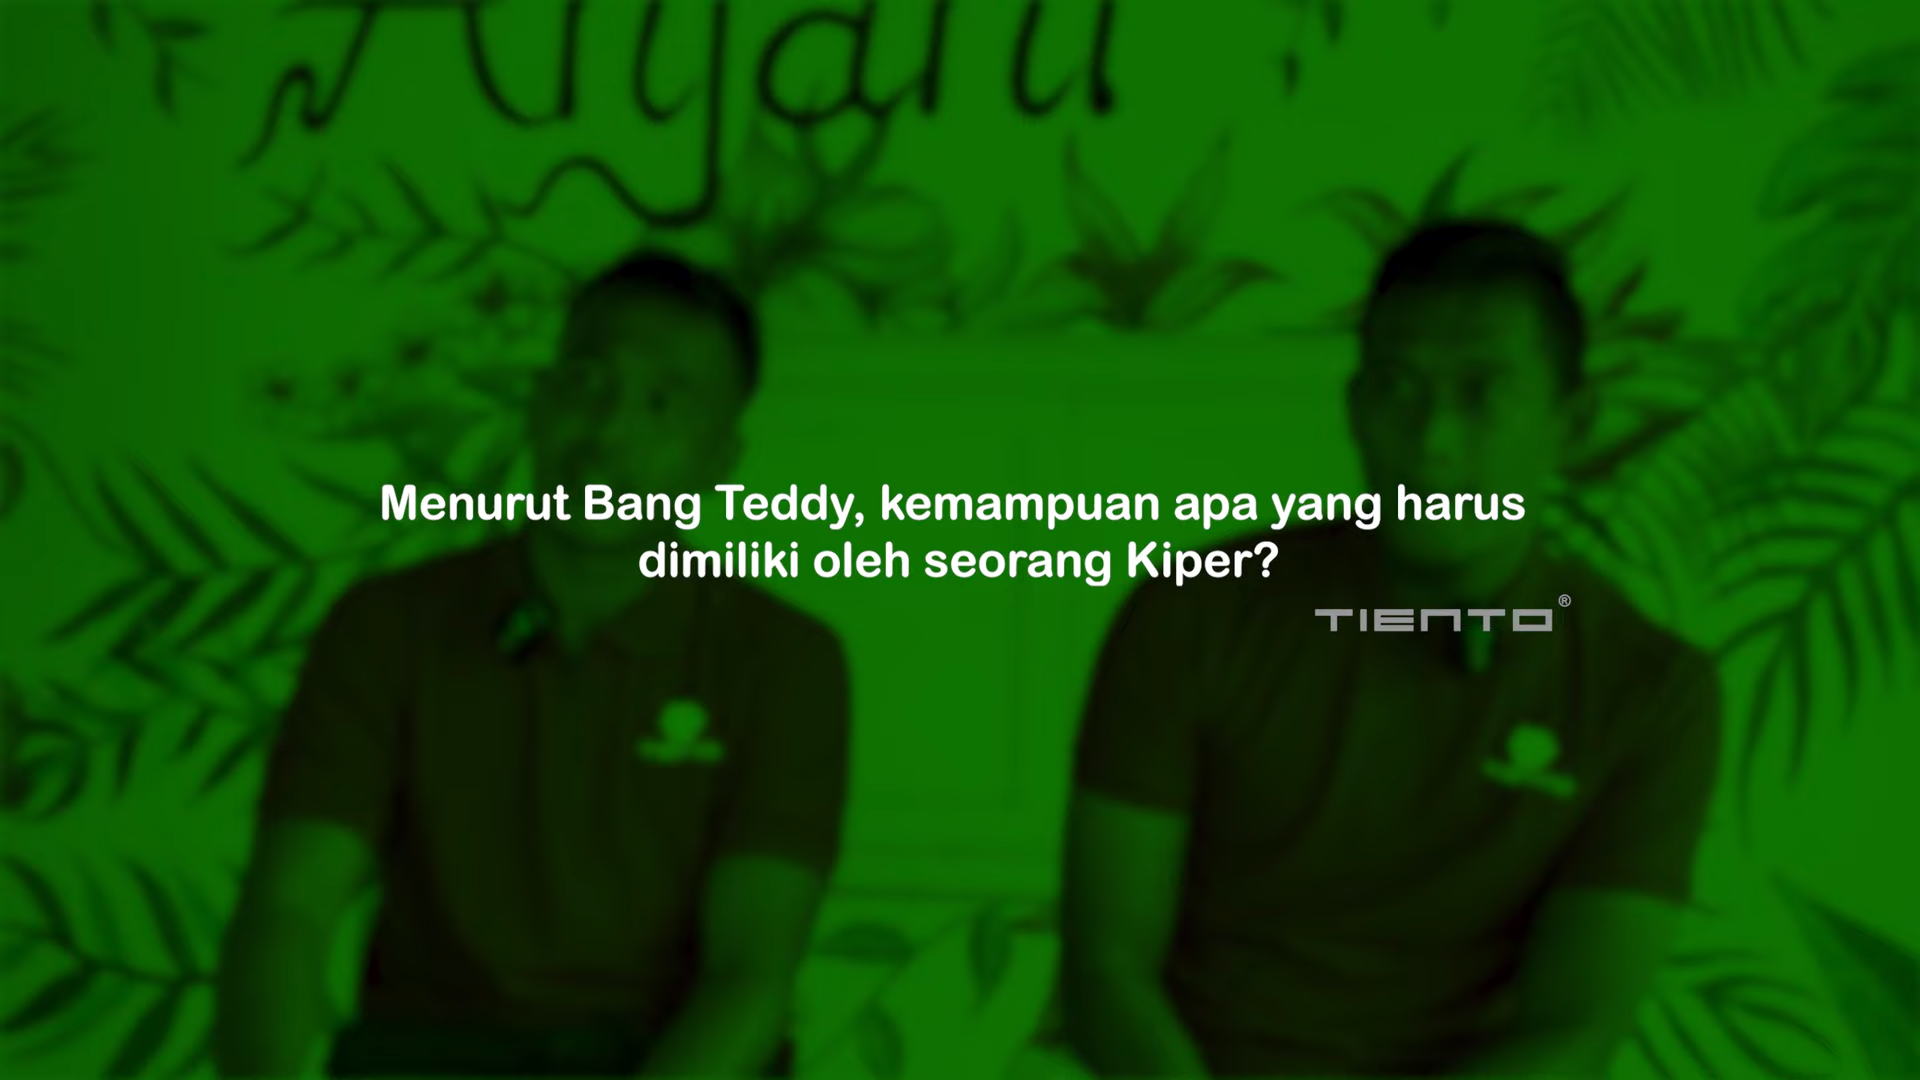 Menurut Bang Teddy, kemampuan apa yang harus
dimiliki oleh seorang Kiper?
TIENTO®